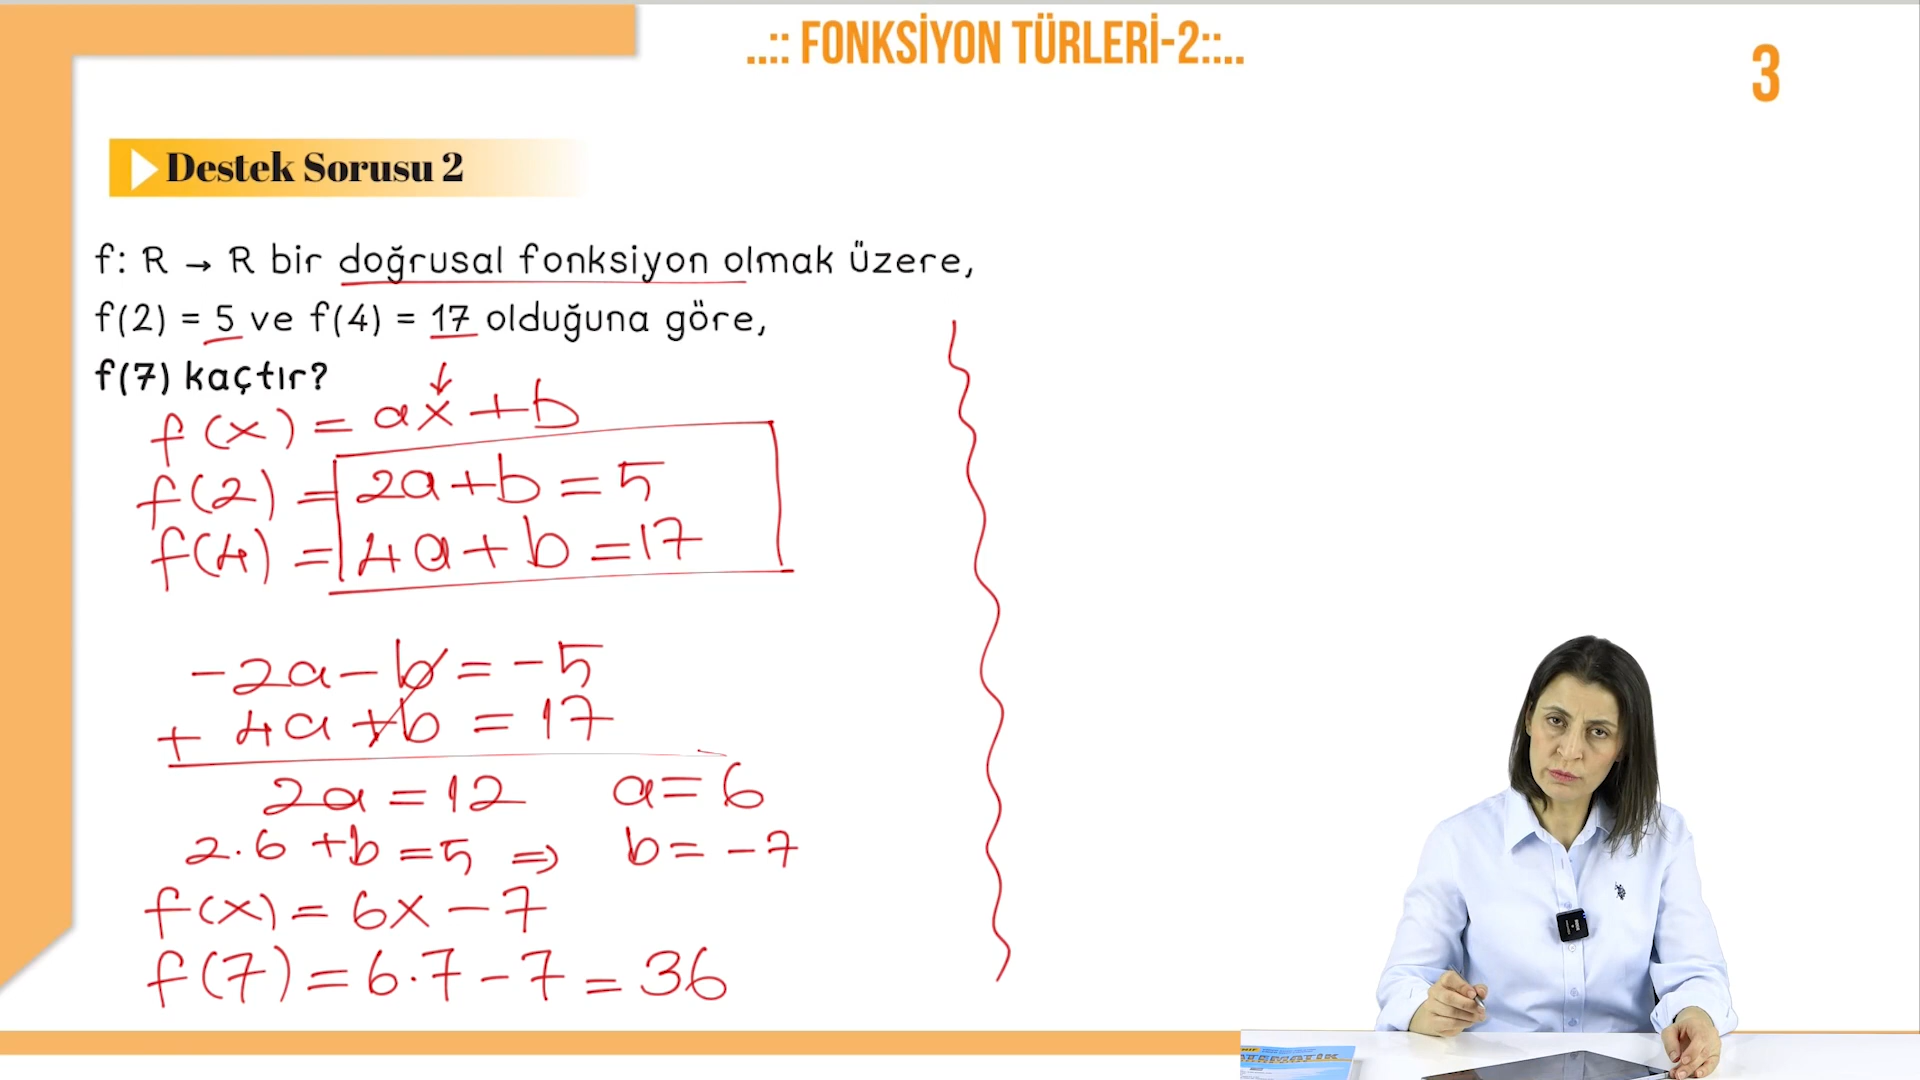 ..:: FONKSİYON TÜRLERİ-2::..
3
Destek Sorusu 2
f: R → R bir doğrusal fonksiyon olmak üzere,
f(2) = 5 ve f(4) = 17 olduğuna göre,
f(7) kaçtır?
f(x) = ax + b
f(2) = 2a + b = 5
f(4) = 4a + b = 17
-2a - b = -5
+ 4a + b = 17
2a = 12 a = 6
2.6 + b = 5 ⇒ b = -7
f(x) = 6x - 7
f(7) = 6.7 - 7 = 36